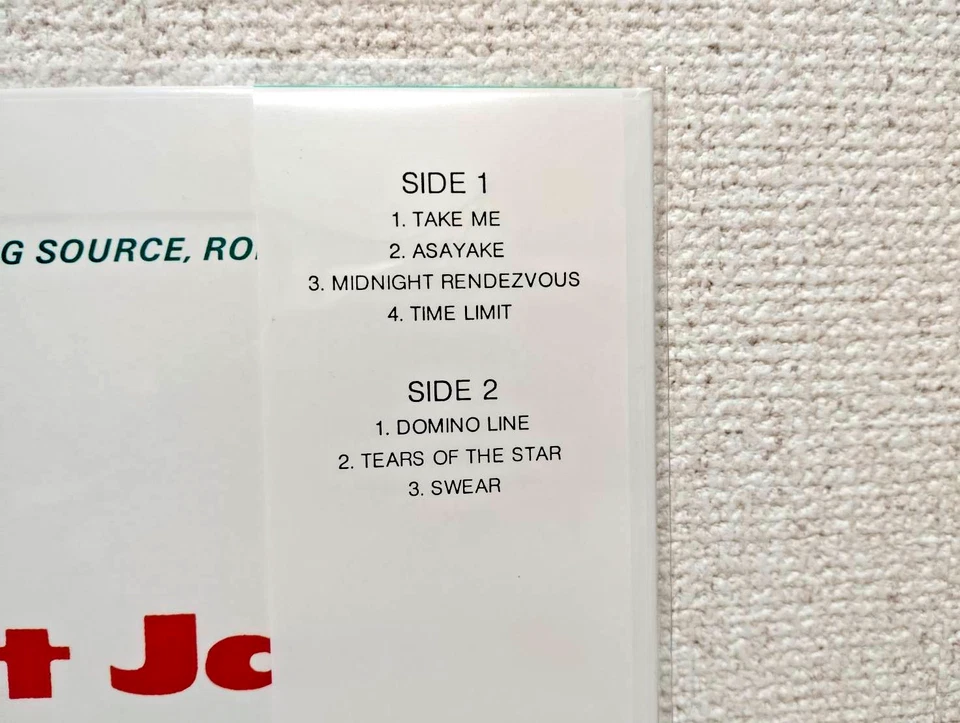 G SOURCE, RO
SIDE 1
1. TAKE ME
2. ASAYAKE
3. MIDNIGHT RENDEZVOUS
4. TIME LIMIT
SIDE 2
1. DOMINO LINE
2. TEARS OF THE STAR
3. SWEAR
t J